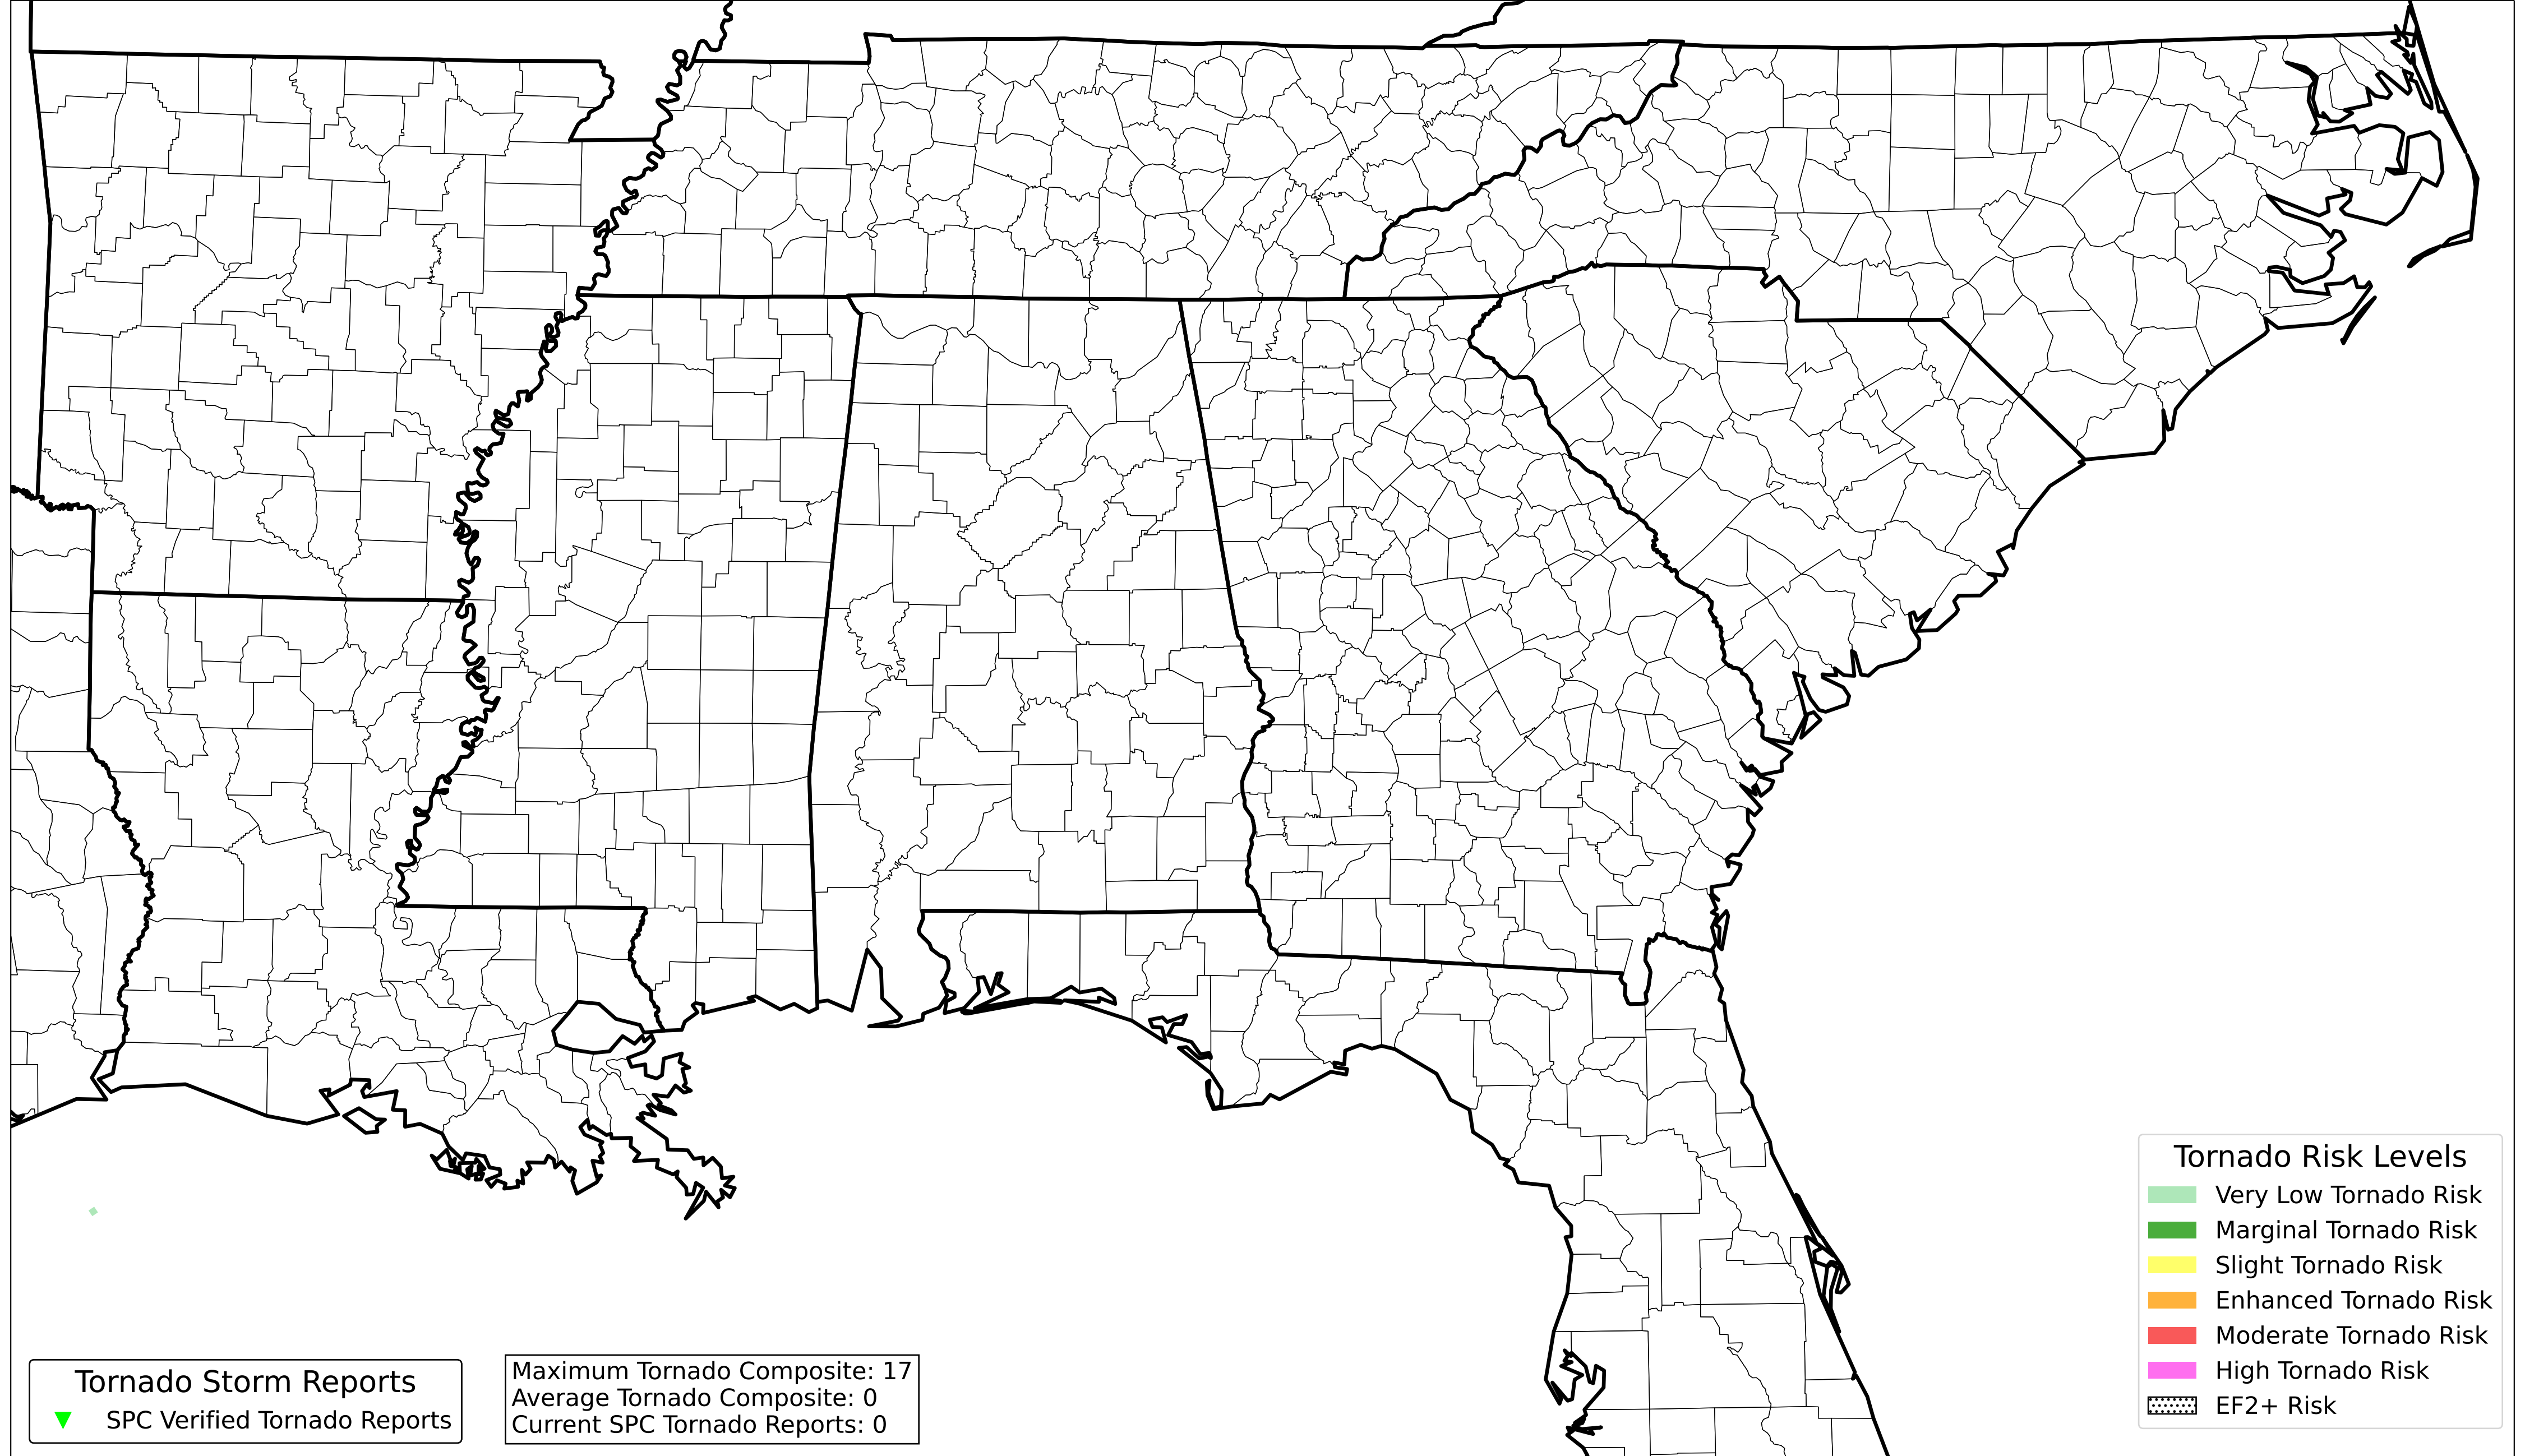 Tornado Risk Levels
Very Low Tornado Risk
Marginal Tornado Risk
Slight Tornado Risk
Enhanced Tornado Risk
Moderate Tornado Risk
High Tornado Risk
EF2+ Risk
Tornado Storm Reports
SPC Verified Tornado Reports
Maximum Tornado Composite: 17
Average Tornado Composite: 0
Current SPC Tornado Reports: 0